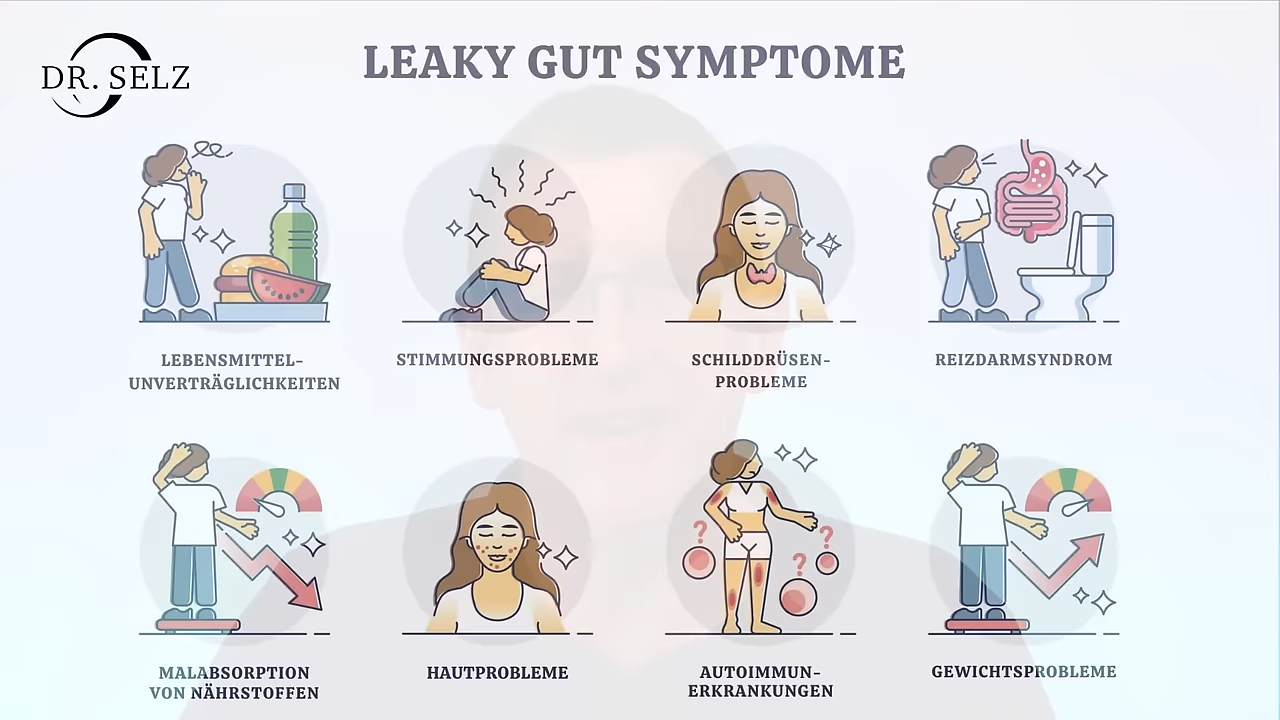 DR. SELZ
LEAKY GUT SYMPTOME
LEBENSMITTEL-
UNVERTRÄGLICHKEITEN
STIMMUNGSPROBLEME
SCHILDDRÜSEN-
PROBLEME
REIZDARMSYNDROM
MALABSORPTION
VON NÄHRSTOFFEN
HAUTPROBLEME
AUTOIMMUN-
ERKRANKUNGEN
GEWICHTSPROBLEME